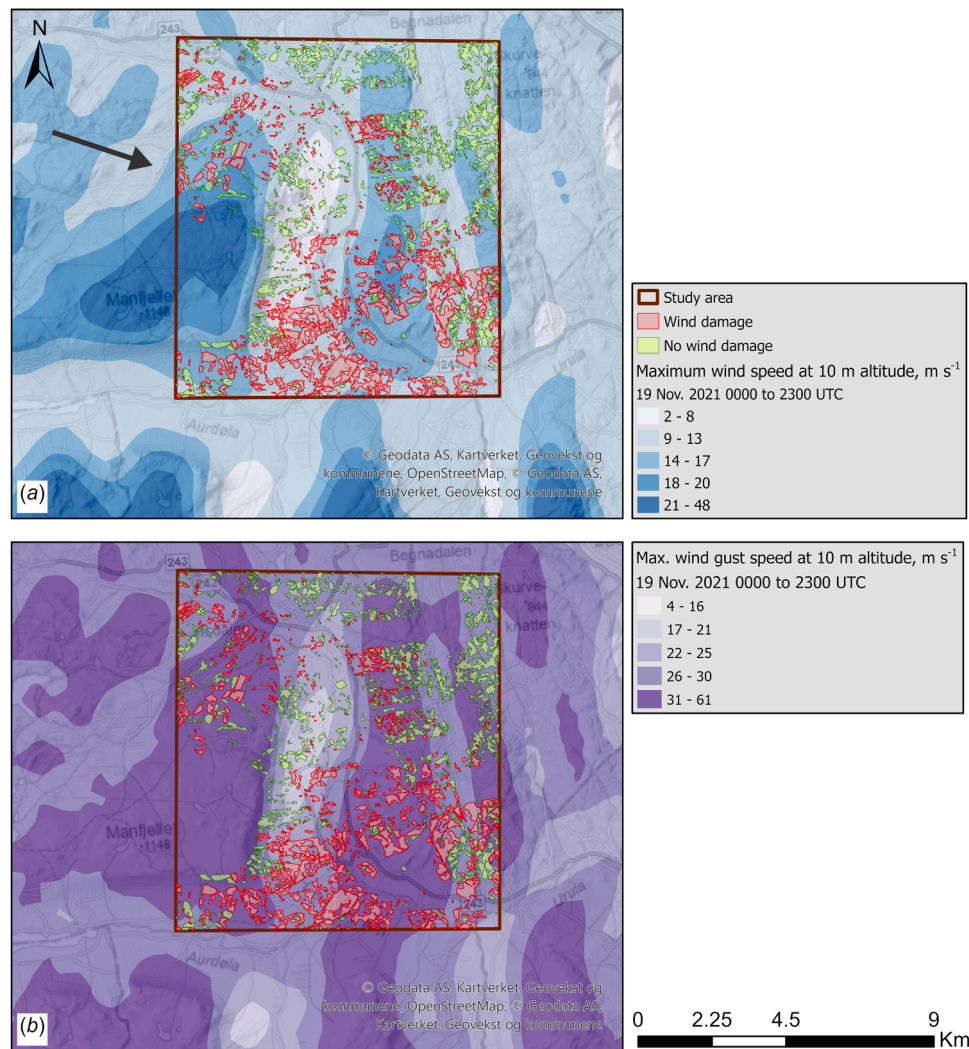 N
243
Begnadalen
knatten
Manfjellet
1148
Aurdøla
243
Urula
© Geodata AS, Kartverket, Geovekst og
kommunene, OpenStreetMap, © Geodata AS,
Kartverket, Geovekst og kommunene
(a)
Study area
Wind damage
No wind damage
Maximum wind speed at 10 m altitude, m s⁻¹
19 Nov. 2021 0000 to 2300 UTC
2 - 8
9 - 13
14 - 17
18 - 20
21 - 48
243
Begnadalen
844
knatten
Manfjellet
1148
Aurdøla
243
Urula
© Geodata AS, Kartverket, Geovekst og
kommunene, OpenStreetMap, © Geodata AS,
Kartverket, Geovekst og kommunene
(b)
Max. wind gust speed at 10 m altitude, m s⁻¹
19 Nov. 2021 0000 to 2300 UTC
4 - 16
17 - 21
22 - 25
26 - 30
31 - 61
0 2.25 4.5 9
Km